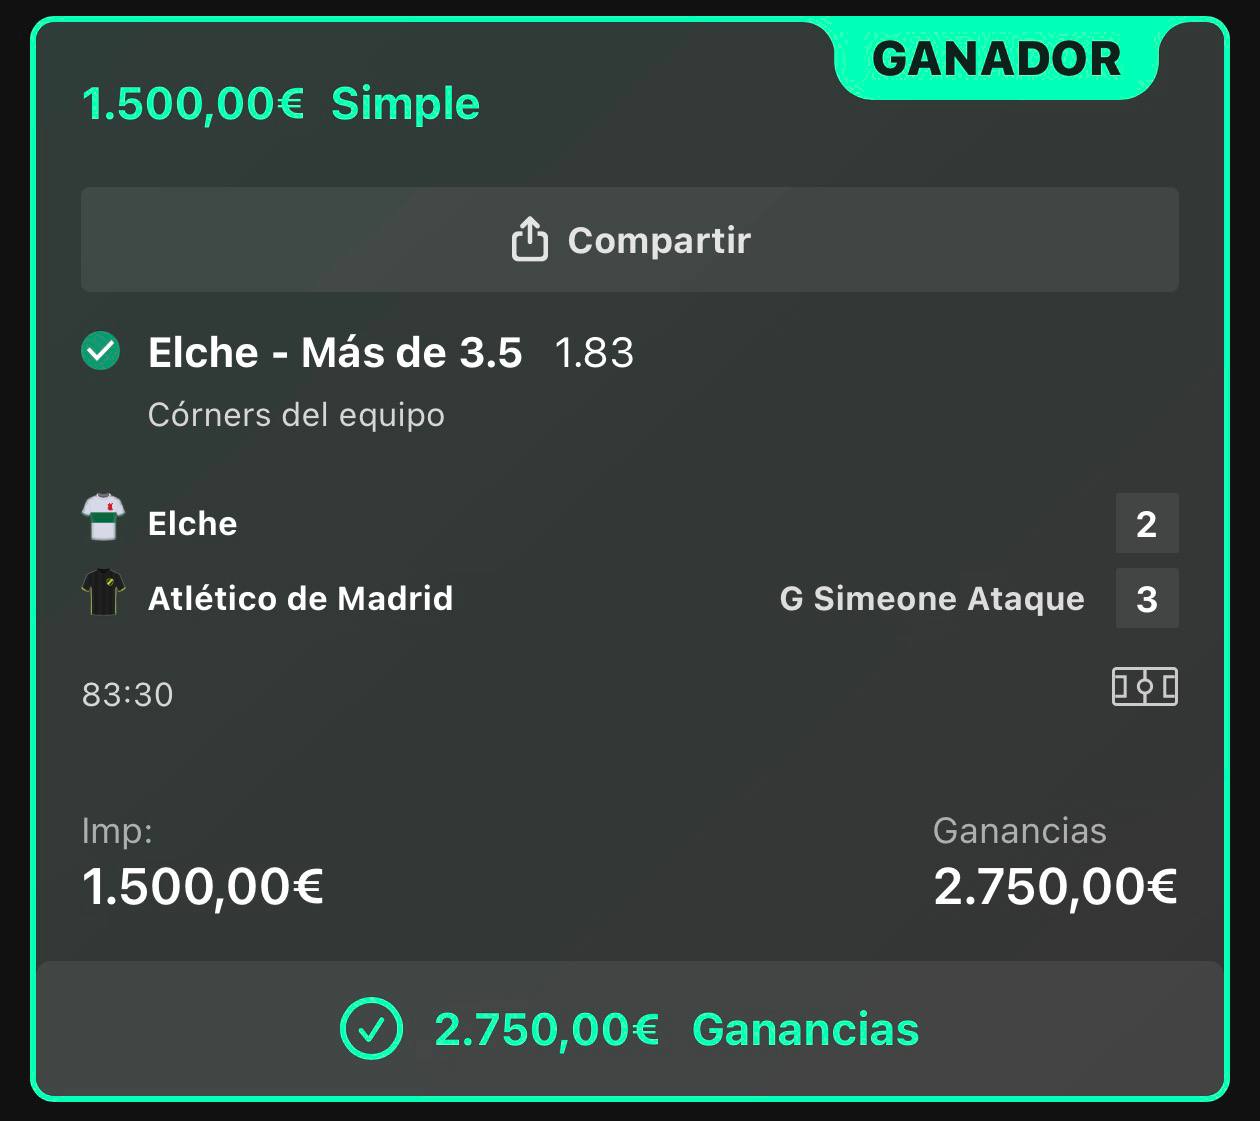 GANADOR
1.500,00€ Simple
Compartir
Elche - Más de 3.5 1.83
Córners del equipo
Elche 2
Atlético de Madrid G Simeone Ataque 3
83:30
Imp: Ganancias
1.500,00€ 2.750,00€
2.750,00€ Ganancias